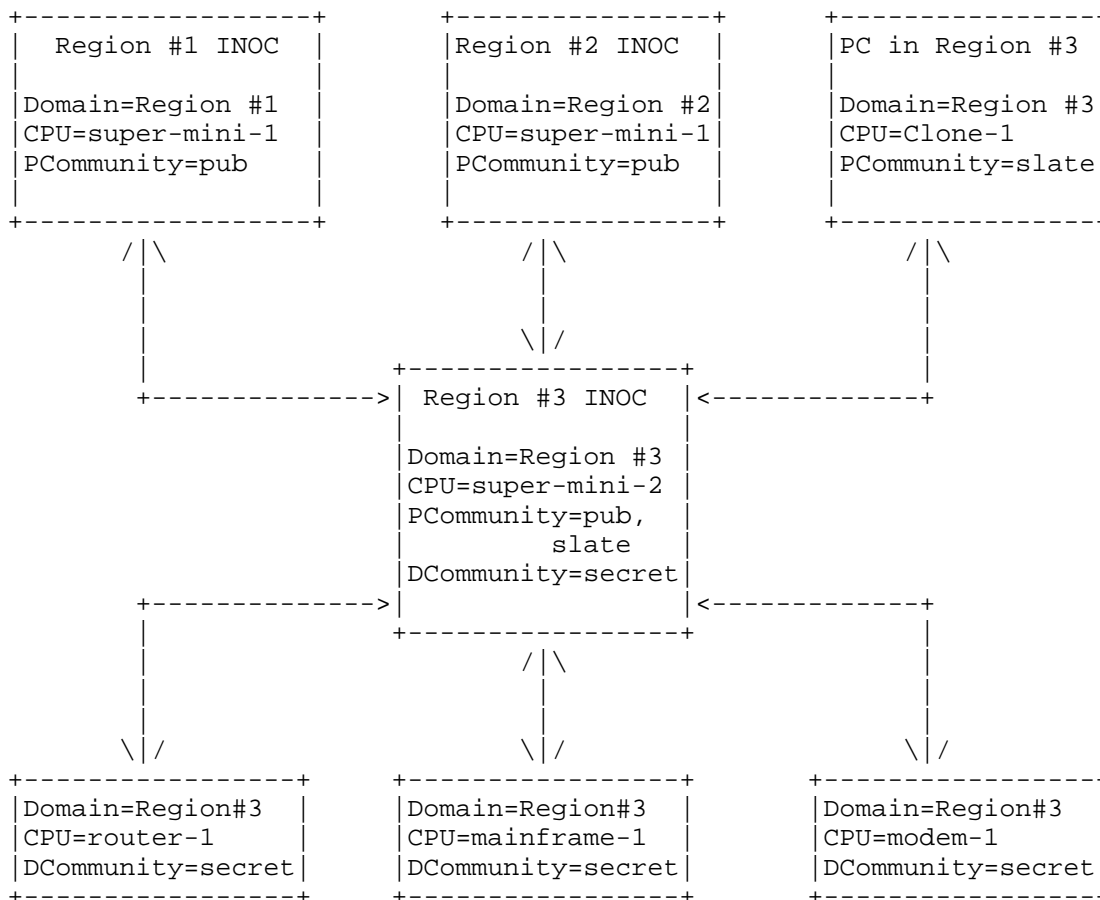 Region #1 INOC
Domain=Region #1
CPU=super-mini-1
PCommunity=pub
Region #2 INOC
Domain=Region #2
CPU=super-mini-1
PCommunity=pub
PC in Region #3
Domain=Region #3
CPU=Clone-1
PCommunity=slate
Region #3 INOC
Domain=Region #3
CPU=super-mini-2
PCommunity=pub,
slate
DCommunity=secret
Domain=Region#3
CPU=router-1
DCommunity=secret
Domain=Region#3
CPU=mainframe-1
DCommunity=secret
Domain=Region#3
CPU=modem-1
DCommunity=secret